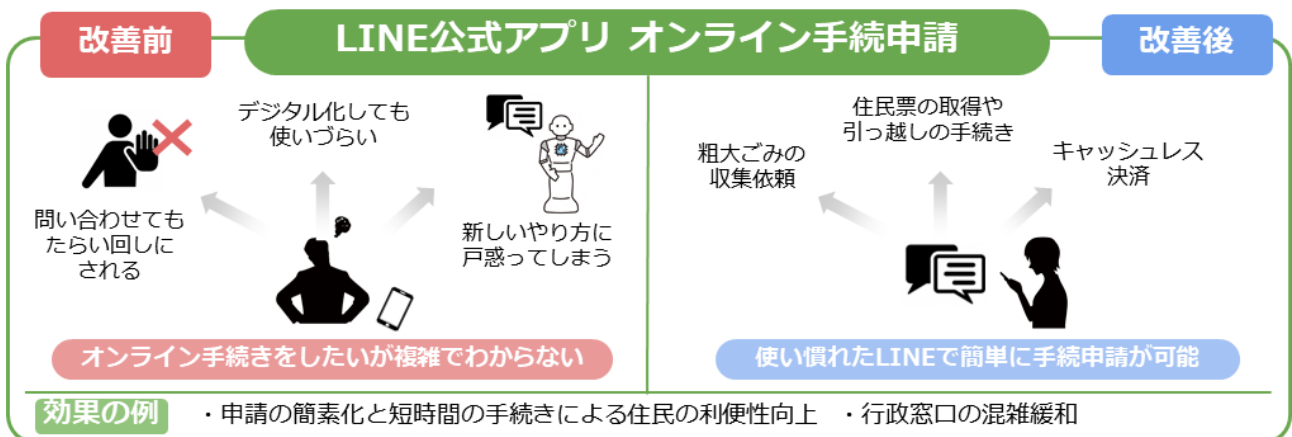 改善前
LINE公式アプリ オンライン手続申請
改善後
デジタル化しても
使いづらい
問い合わせても
たらい回しに
される
新しいやり方に
戸惑ってしまう
オンライン手続きをしたいが複雑でわからない
粗大ごみの
収集依頼
住民票の取得や
引っ越しの手続き
キャッシュレス
決済
使い慣れたLINEで簡単に手続申請が可能
効果の例
・申請の簡素化と短時間の手続きによる住民の利便性向上 ・行政窓口の混雑緩和